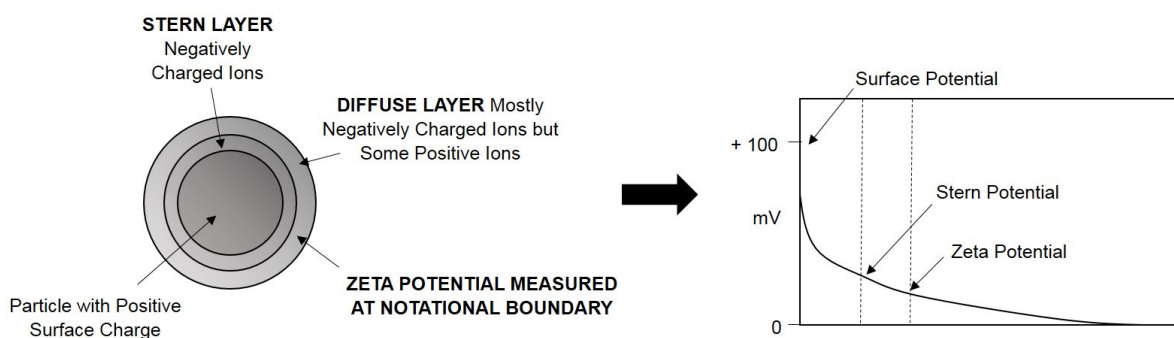 STERN LAYER
Negatively
Charged Ions
DIFFUSE LAYER Mostly
Negatively Charged Ions but
Some Positive Ions
ZETA POTENTIAL MEASURED
AT NOTATIONAL BOUNDARY
Particle with Positive
Surface Charge
Surface Potential
+ 100
Stern Potential
mV
Zeta Potential
0